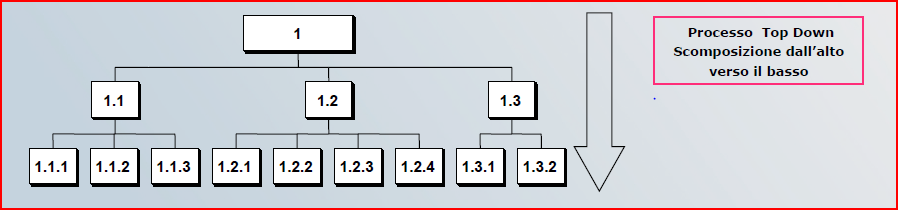 1
Processo Top Down
Scomposizione dall’alto
verso il basso
1.1 1.2 1.3
1.1.1 1.1.2 1.1.3 1.2.1 1.2.2 1.2.3 1.2.4 1.3.1 1.3.2